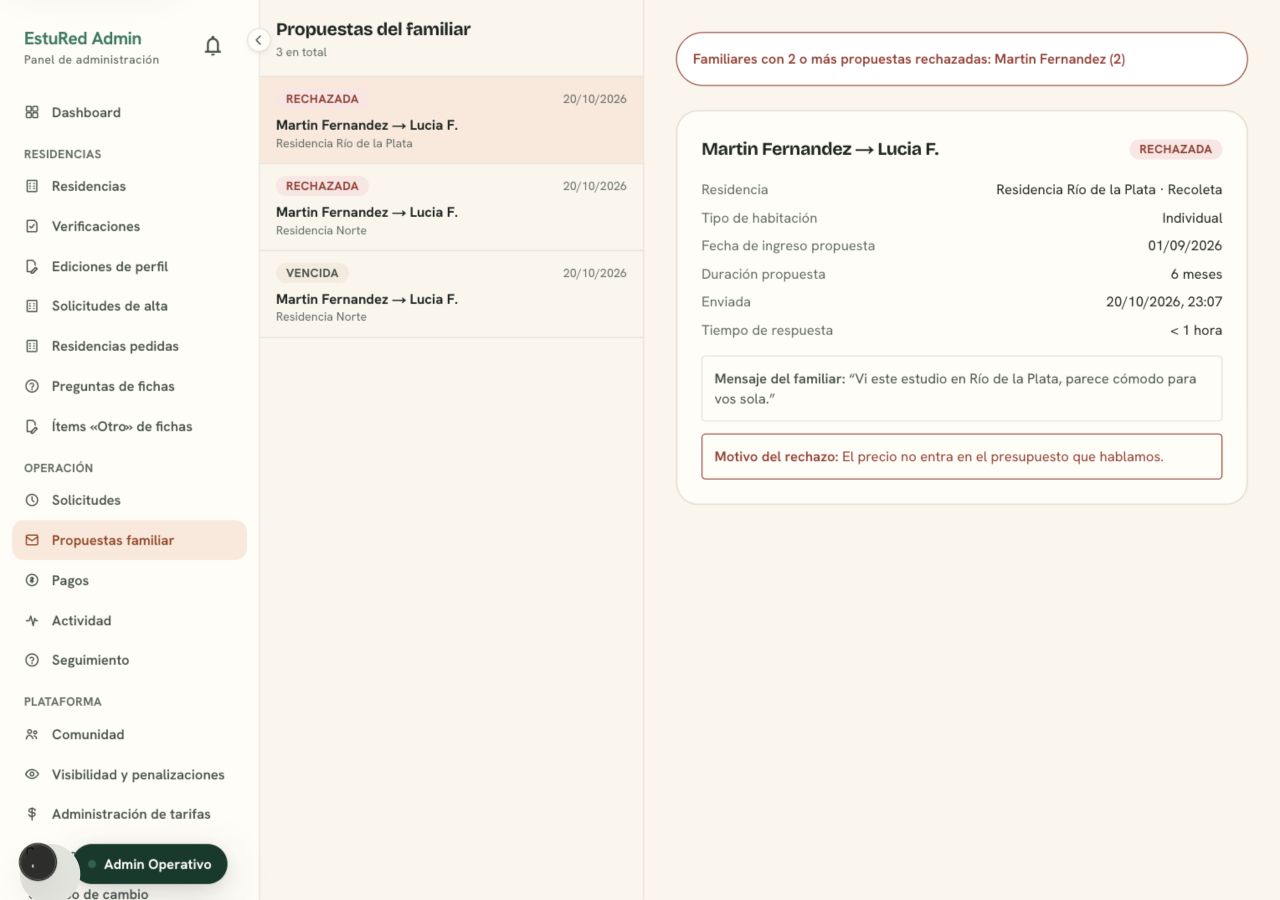 EstuRed Admin
Panel de administración
Dashboard
RESIDENCIAS
Residencias
Verificaciones
Ediciones de perfil
Solicitudes de alta
Residencias pedidas
Preguntas de fichas
Ítems «Otro» de fichas
OPERACIÓN
Solicitudes
Propuestas familiar
Pagos
Actividad
Seguimiento
PLATAFORMA
Comunidad
Visibilidad y penalizaciones
Administración de tarifas
Admin Operativo
de cambio
Propuestas del familiar
3 en total
RECHAZADA 20/10/2026
Martin Fernandez → Lucia F.
Residencia Río de la Plata
RECHAZADA 20/10/2026
Martin Fernandez → Lucia F.
Residencia Norte
VENCIDA 20/10/2026
Martin Fernandez → Lucia F.
Residencia Norte
Familiares con 2 o más propuestas rechazadas: Martin Fernandez (2)
Martin Fernandez → Lucia F. RECHAZADA
Residencia Residencia Río de la Plata · Recoleta
Tipo de habitación Individual
Fecha de ingreso propuesta 01/09/2026
Duración propuesta 6 meses
Enviada 20/10/2026, 23:07
Tiempo de respuesta < 1 hora
Mensaje del familiar: “Vi este estudio en Río de la Plata, parece cómodo para
vos sola.”
Motivo del rechazo: El precio no entra en el presupuesto que hablamos.